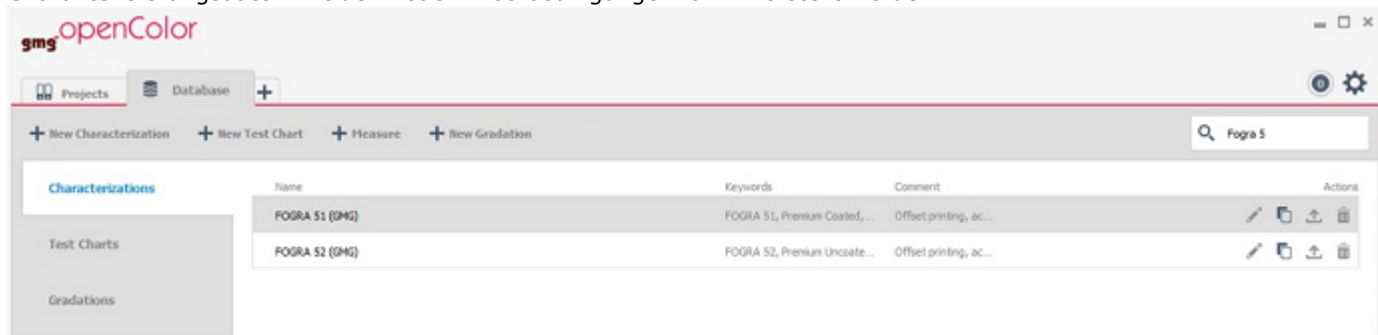 gmg openColor
Projects Database
New Characterization New Test Chart Measure New Gradation Fogra 5
Characterizations
Name Keywords Comment Actions
FOGRA 51 (GMG) FOGRA 51, Premium Coated,... Offset printing, ac...
Test Charts
FOGRA 52 (GMG) FOGRA 52, Premium Uncoate... Offset printing, ac...
Gradations